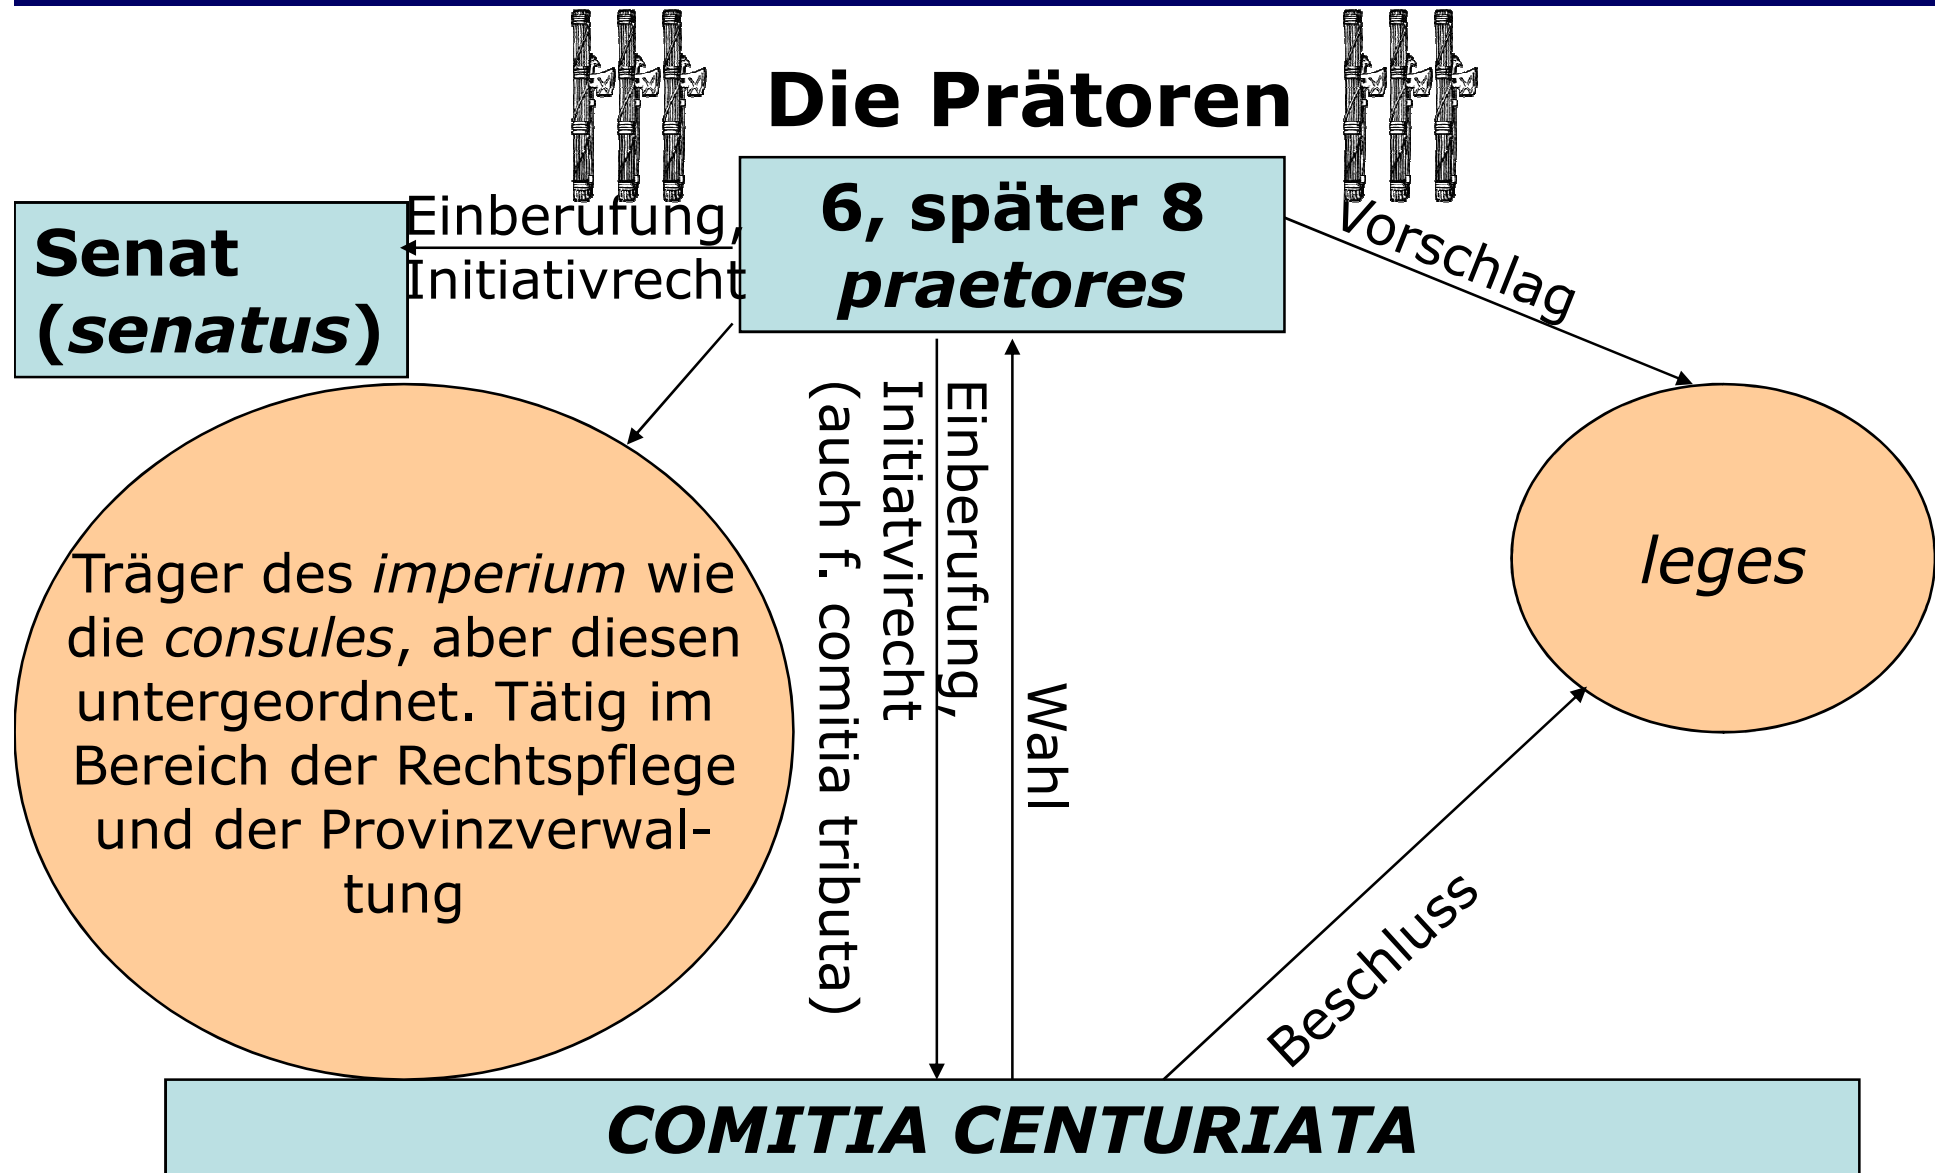 Die Prätoren
6, später 8
praetores
Senat
(senatus)
Einberufung,
Initiativrecht
Vorschlag
Träger des imperium wie
die consules, aber diesen
untergeordnet. Tätig im
Bereich der Rechtspflege
und der Provinzverwal-
tung
Einberufung,
Initiatvirecht
(auch f. comitia tributa)
Wahl
leges
Beschluss
COMITIA CENTURIATA